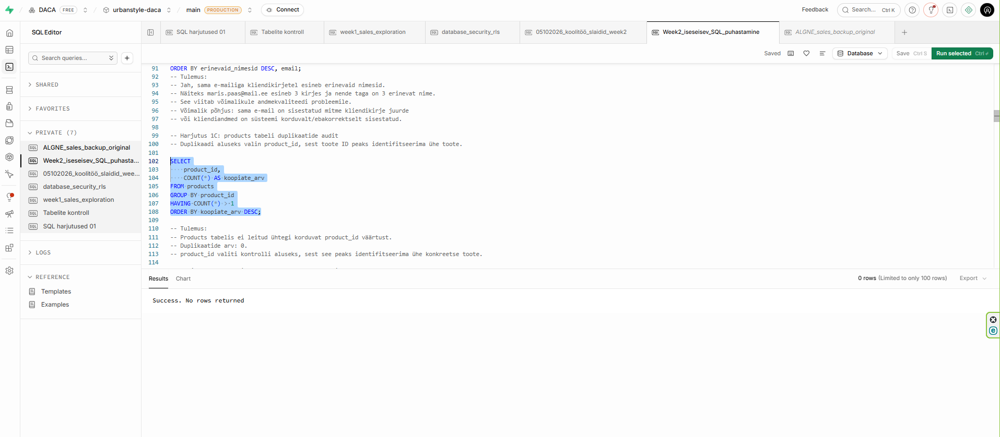 DACA FREE urbanstyle-daca main PRODUCTION Connect
Feedback Search... Ctrl K
SQL Editor
SQL harjutused 01
Tabelite kontroll
week1_sales_exploration
database_security_rls
05102026_koolitöö_slaidid_week2
Week2_iseseisev_SQL_puhastamine
ALGNE_sales_backup_original
Search queries...
Saved Database Save Ctrl S Run selected Ctrl
SHARED
FAVORITES
PRIVATE (7)
SQL ALGNE_sales_backup_original
SQL Week2_iseseisev_SQL_puhasta...
SQL 05102026_koolitöö_slaidid_wee...
SQL database_security_rls
SQL week1_sales_exploration
SQL Tabelite kontroll
SQL SQL harjutused 01
LOGS
REFERENCE
Templates
Examples
91 ORDER BY erinevaid_nimesid DESC, email;
92 -- Tulemus:
93 -- Jah, sama e-mailiga kliendikirjetel esineb erinevaid nimesid.
94 -- Näiteks maris.paas@mail.ee esineb 3 kirjes ja nende taga on 3 erinevat nime.
95 -- See viitab võimalikule andmekvaliteedi probleemile.
96 -- Võimalik põhjus: sama e-mail on sisestatud mitme kliendikirje juurde
97 -- või kliendiandmed on süsteemi korduvalt/ebakorrektselt sisestatud.
98
99 -- Harjutus 1C: products tabeli duplikaatide audit
100 -- Duplikaadi aluseks valin product_id, sest toote ID peaks identifitseerima ühe toote.
101
102 SELECT
103 product_id,
104 COUNT(*) AS koopiate_arv
105 FROM products
106 GROUP BY product_id
107 HAVING COUNT(*) > 1
108 ORDER BY koopiate_arv DESC;
109
110 -- Tulemus:
111 -- Products tabelis ei leitud ühtegi korduvat product_id väärtust.
112 -- Duplikaatide arv: 0.
113 -- product_id valiti kontrolli aluseks, sest see peaks identifitseerima ühe konkreetse toote.
114
Results Chart
0 rows (Limited to only 100 rows) Export
Success. No rows returned